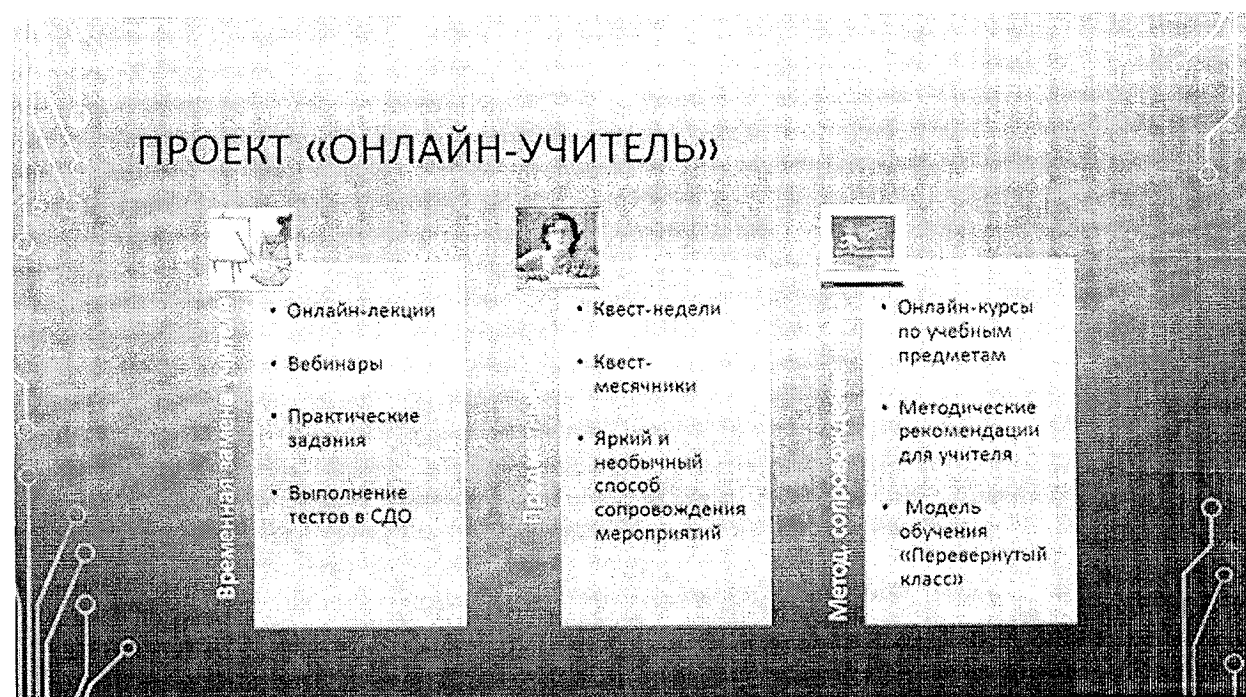 ПРОЕКТ «ОНЛАЙН-УЧИТЕЛЬ»
Временная замена
• Онлайн-лекции
• Вебинары
• Практические
задания
• Выполнение
тестов в СДО
• Квест-недели
• Квест-
месячники
• Яркий и
необычный
способ
сопровождения
мероприятий
Метод
• Онлайн-курсы
по учебным
предметам
• Методические
рекомендации
для учителя
• Модель
обучения
«Перевернутый
класс»